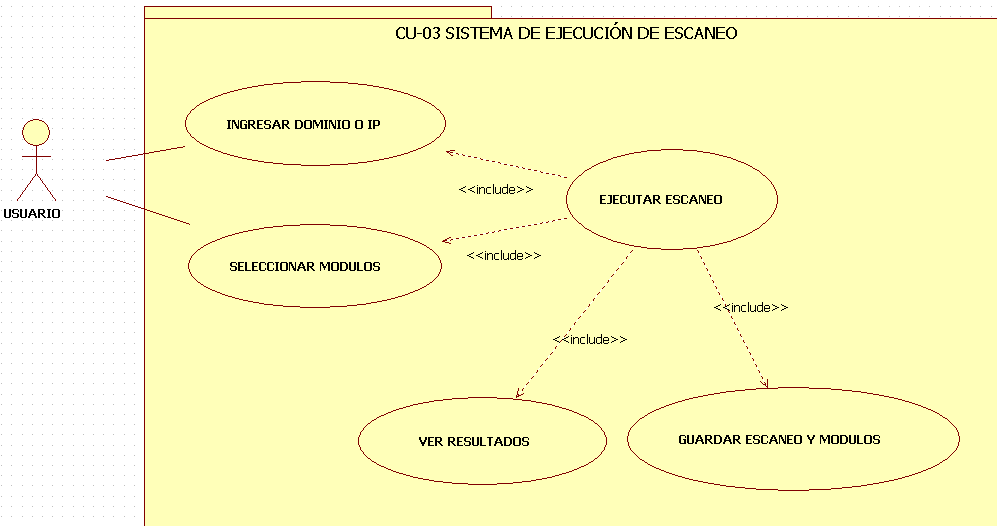 CU-03 SISTEMA DE EJECUCIÓN DE ESCANEO
INGRESAR DOMINIO O IP
<<include>>
EJECUTAR ESCANEO
USUARIO
<<include>>
SELECCIONAR MODULOS
<<include>>
<<include>>
VER RESULTADOS
GUARDAR ESCANEO Y MODULOS